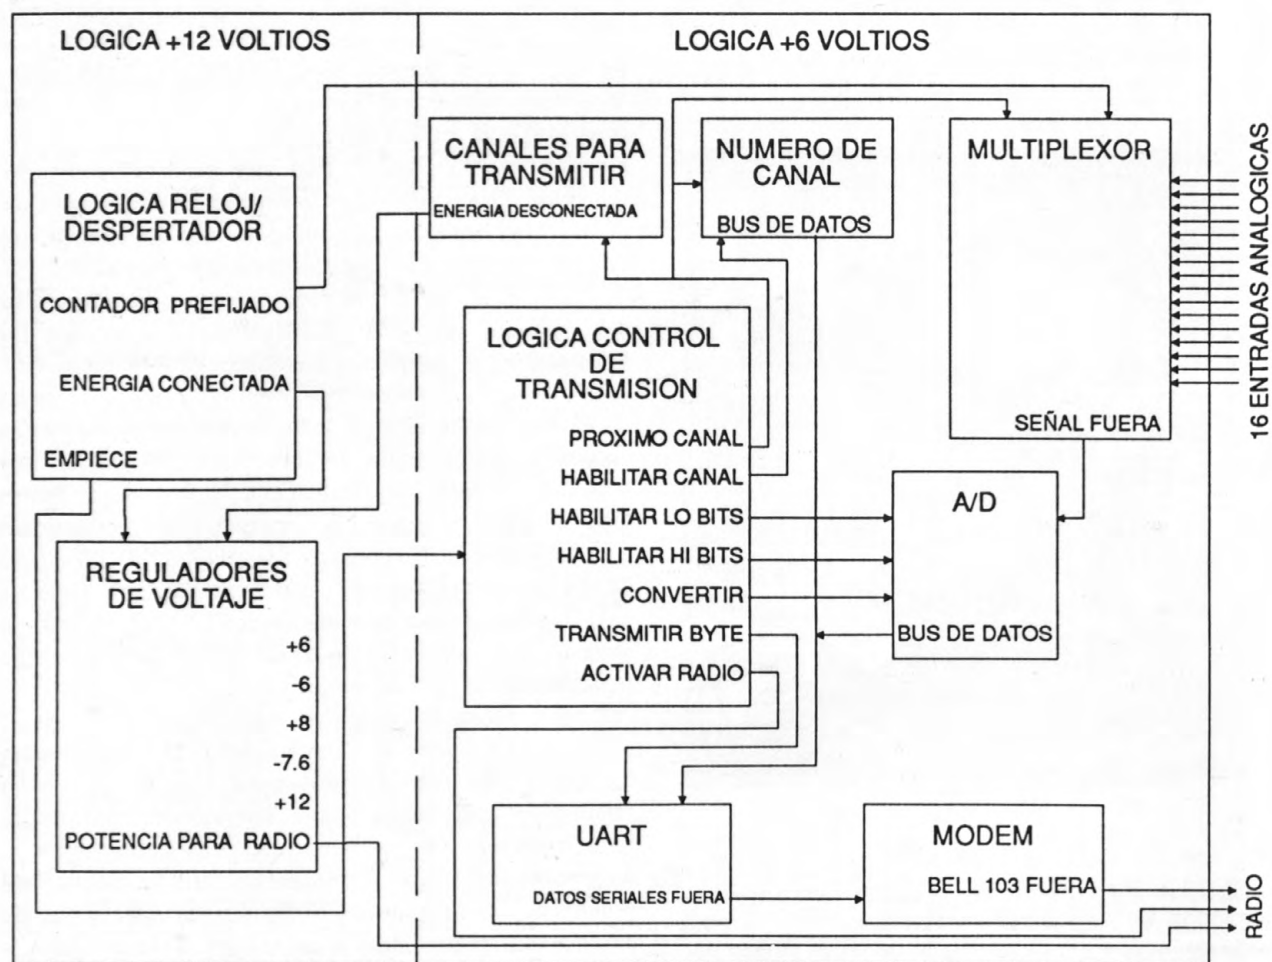 LOGICA +12 VOLTIOS
LOGICA +6 VOLTIOS
LOGICA RELOJ/
DESPERTADOR
CONTADOR PREFIJADO
ENERGIA CONECTADA
EMPIECE
REGULADORES
DE VOLTAJE
+6
-6
+8
-7.6
+12
POTENCIA PARA RADIO
CANALES PARA
TRANSMITIR
ENERGIA DESCONECTADA
NUMERO DE
CANAL
BUS DE DATOS
MULTIPLEXOR
SEÑAL FUERA
16 ENTRADAS ANALOGICAS
LOGICA CONTROL
DE
TRANSMISION
PROXIMO CANAL
HABILITAR CANAL
HABILITAR LO BITS
HABILITAR HI BITS
CONVERTIR
TRANSMITIR BYTE
ACTIVAR RADIO
A/D
BUS DE DATOS
UART
DATOS SERIALES FUERA
MODEM
BELL 103 FUERA
RADIO